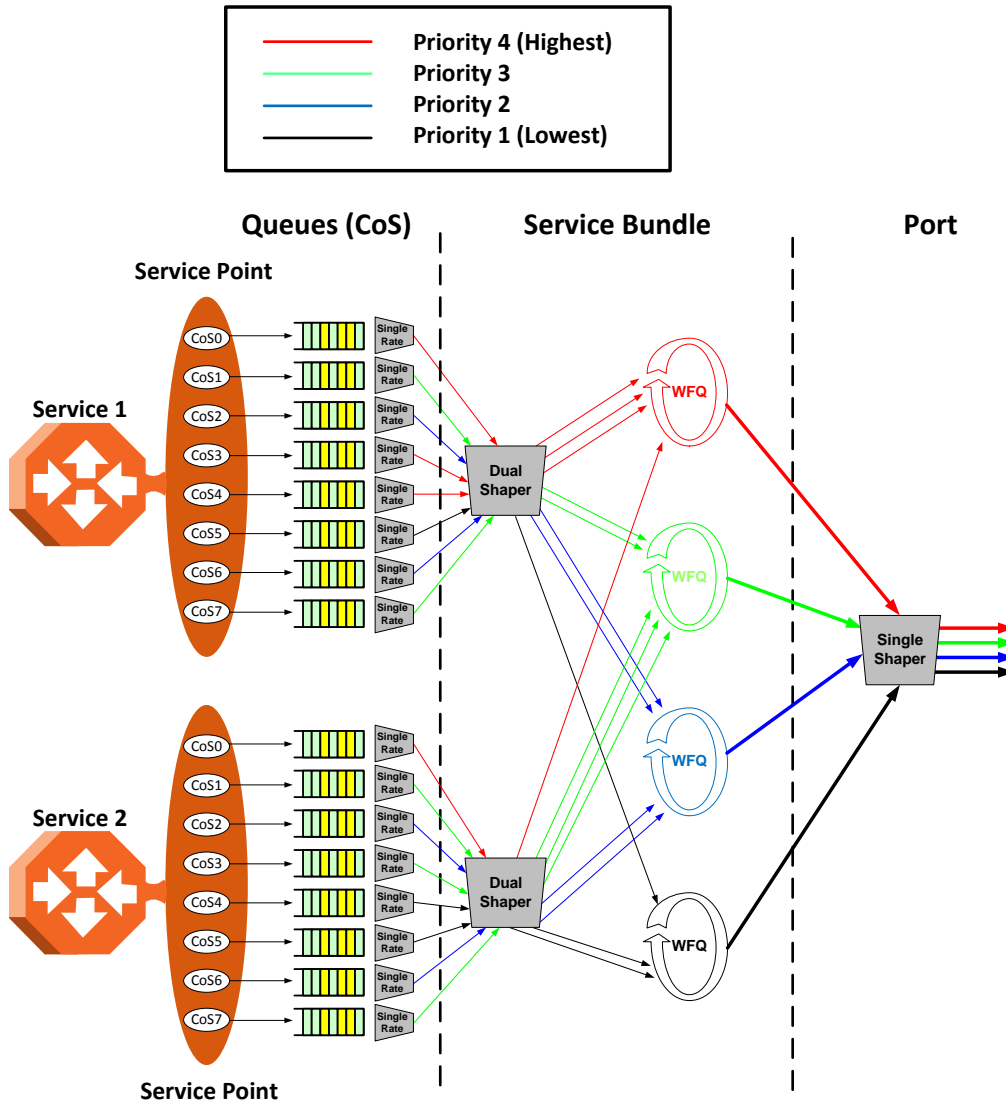 Priority 4 (Highest)
Priority 3
Priority 2
Priority 1 (Lowest)
Queues (CoS)
Service Bundle
Port
Service Point
Service 1
CoS0
CoS1
CoS2
CoS3
CoS4
CoS5
CoS6
CoS7
Single
Rate
Single
Rate
Single
Rate
Single
Rate
Single
Rate
Single
Rate
Single
Rate
Single
Rate
Dual
Shaper
WFQ
WFQ
WFQ
WFQ
Single
Shaper
Service 2
CoS0
CoS1
CoS2
CoS3
CoS4
CoS5
CoS6
CoS7
Single
Rate
Single
Rate
Single
Rate
Single
Rate
Single
Rate
Single
Rate
Single
Rate
Single
Rate
Dual
Shaper
Service Point